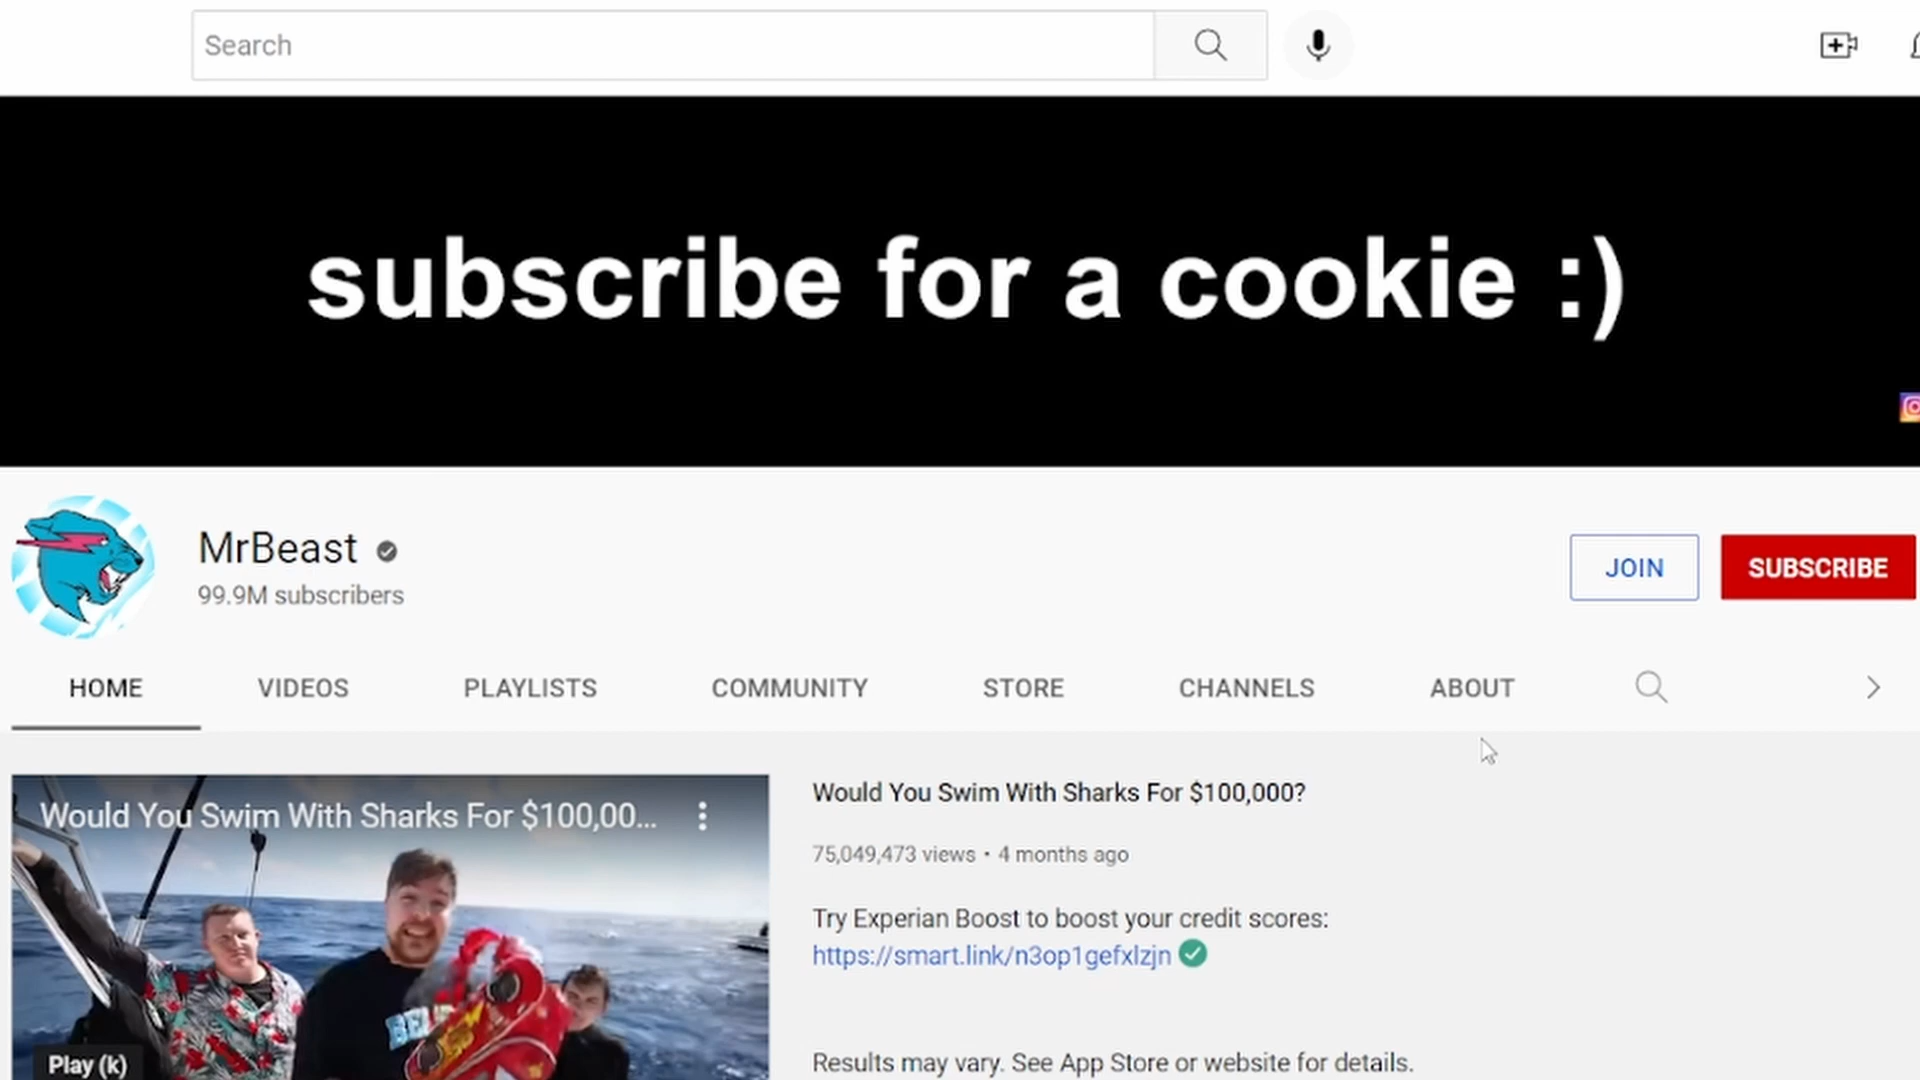 Search
subscribe for a cookie :)
MrBeast
99.9M subscribers
JOIN
SUBSCRIBE
HOME
VIDEOS
PLAYLISTS
COMMUNITY
STORE
CHANNELS
ABOUT
Would You Swim With Sharks For $100,00...
Play (k)
Would You Swim With Sharks For $100,000?
75,049,473 views • 4 months ago
Try Experian Boost to boost your credit scores:
https://smart.link/n3op1gefxlzjn
Results may vary. See App Store or website for details.